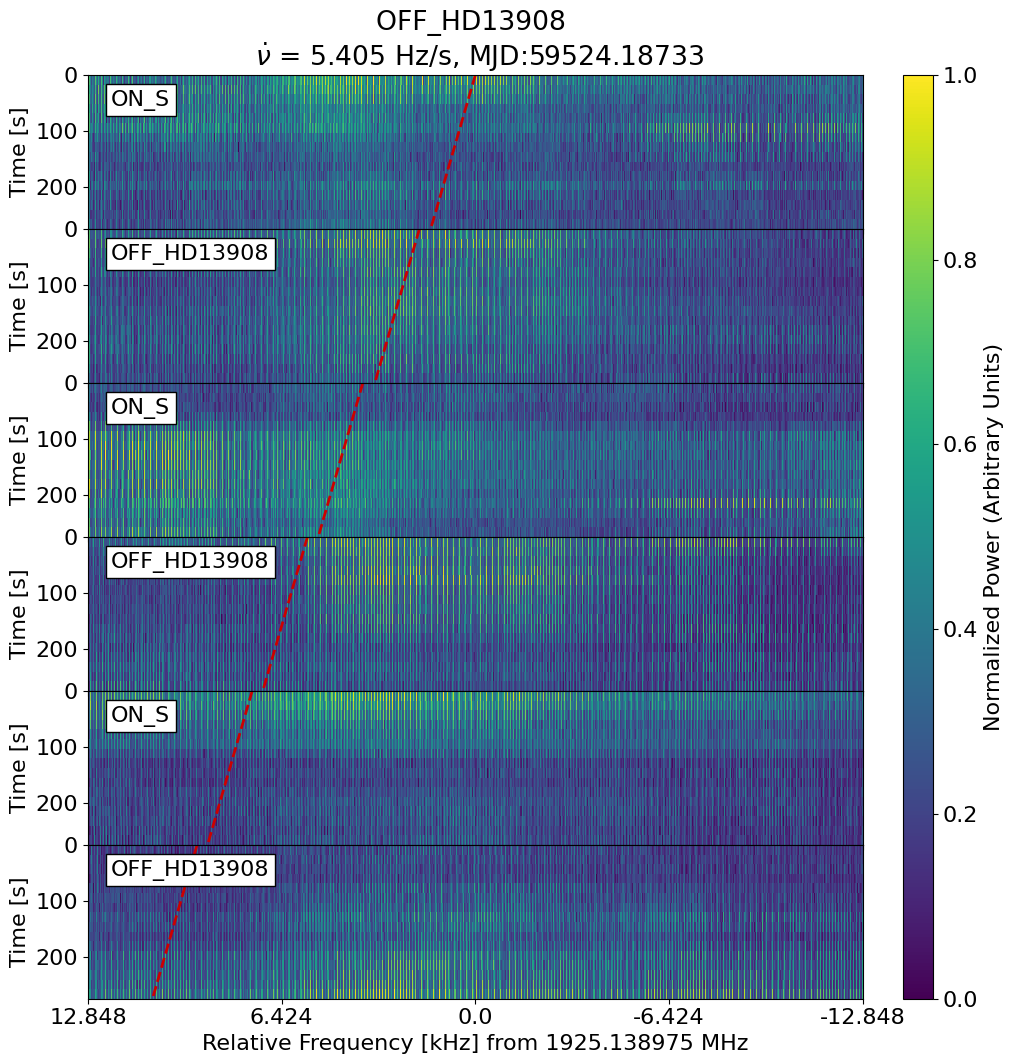 OFF_HD13908
ν̇ = 5.405 Hz/s, MJD:59524.18733
0
ON_S
100
Time [s]
200
0
OFF_HD13908
100
Time [s]
200
0
ON_S
100
Time [s]
200
0
OFF_HD13908
100
Time [s]
200
0
ON_S
100
Time [s]
200
0
OFF_HD13908
100
Time [s]
200
12.848 6.424 0.0 -6.424 -12.848
Relative Frequency [kHz] from 1925.138975 MHz
1.0
0.8
0.6
0.4
0.2
0.0
Normalized Power (Arbitrary Units)